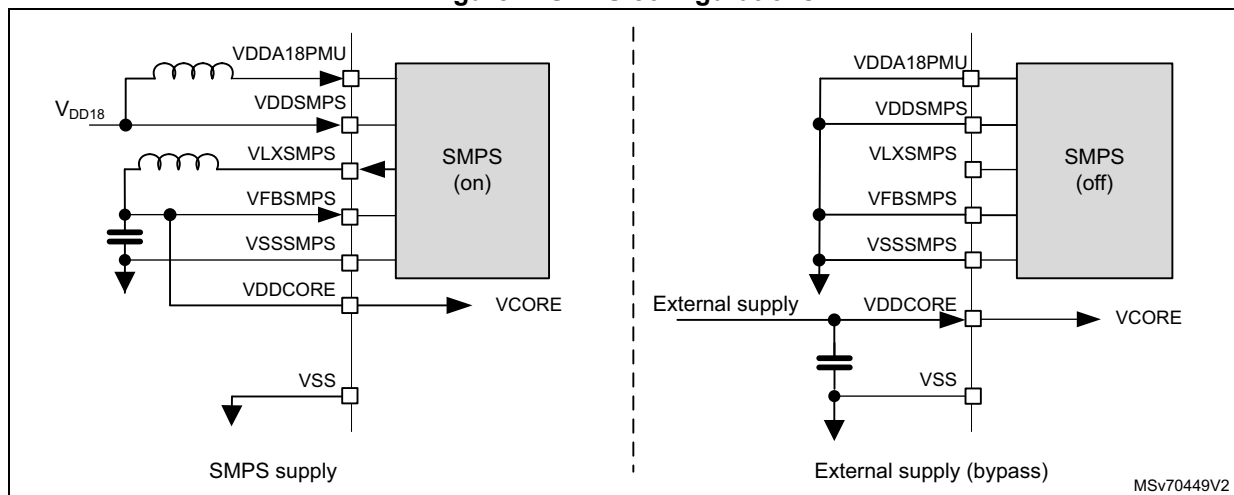 VDDA18PMU
VDD18
VDDSMPS
VLXSMPS
SMPS
(on)
VFBSMPS
VSSSMPS
VDDCORE
VCORE
VSS
SMPS supply
VDDA18PMU
VDDSMPS
VLXSMPS
SMPS
(off)
VFBSMPS
VSSSMPS
External supply
VDDCORE
VCORE
VSS
External supply (bypass)
MSv70449V2